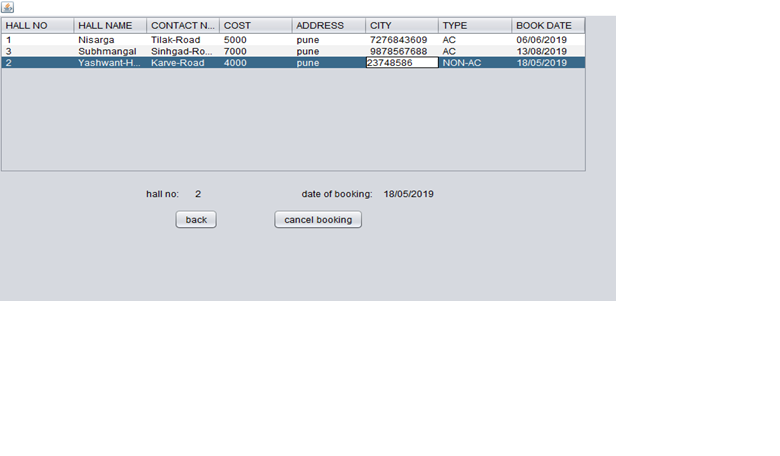 HALL NO HALL NAME CONTACT N... COST ADDRESS CITY TYPE BOOK DATE
1 Nisarga Tilak-Road 5000 pune 7276843609 AC 06/06/2019
3 Subhmangal Sinhgad-Ro... 7000 pune 9878567688 AC 13/08/2019
2 Yashwant-H... Karve-Road 4000 pune 23748586 NON-AC 18/05/2019
hall no: 2 date of booking: 18/05/2019
back cancel booking